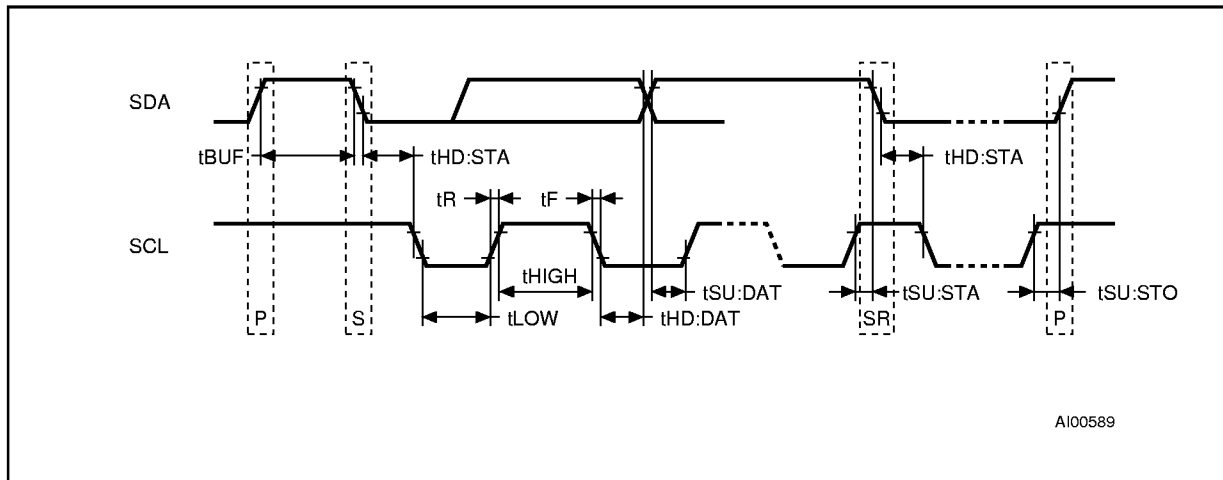 SDA
tBUF tHD:STA tHD:STA
tR tF
SCL
tHIGH tSU:DAT tSU:STA tSU:STO
P S tLOW tHD:DAT SR P
AI00589